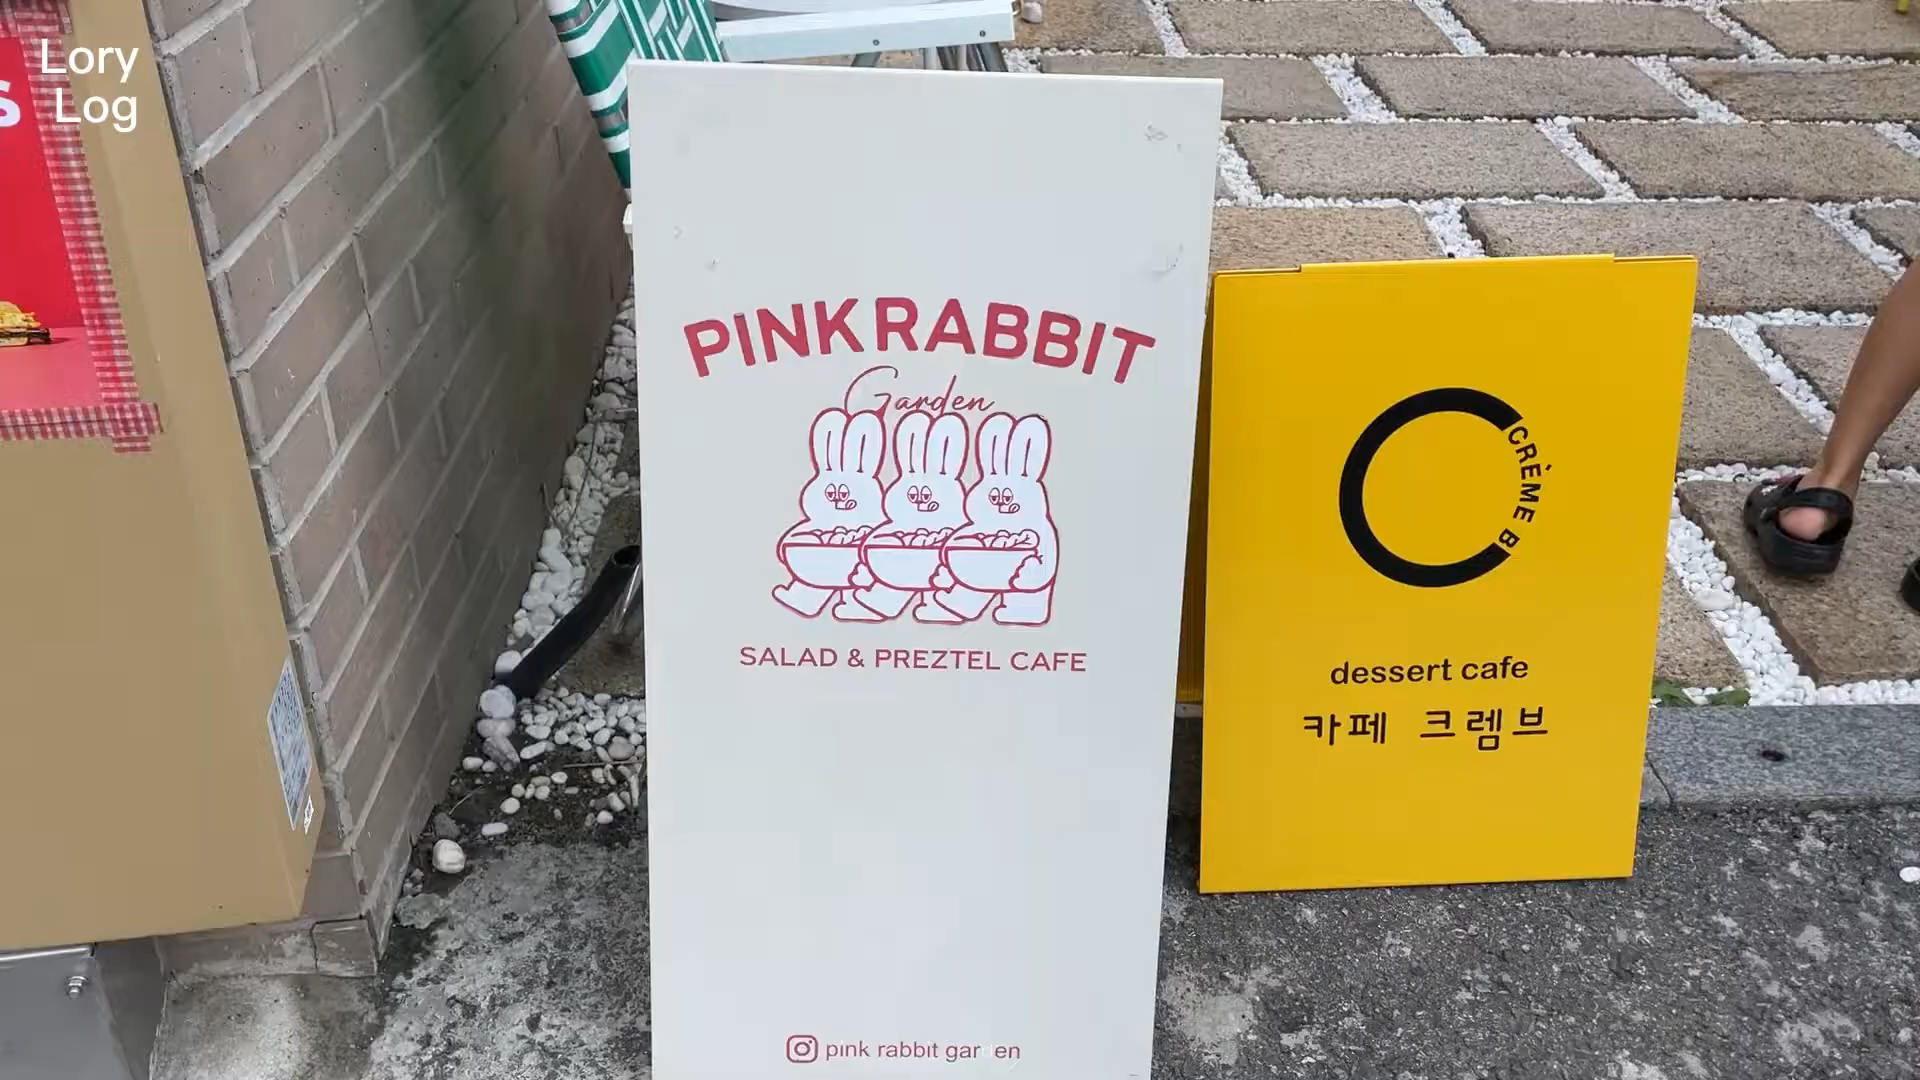 Lory
Log
S
PINK RABBIT
Garden
SALAD & PREZTEL CAFE
pink rabbit garden
CRÈME B
dessert cafe
카페 크렘브